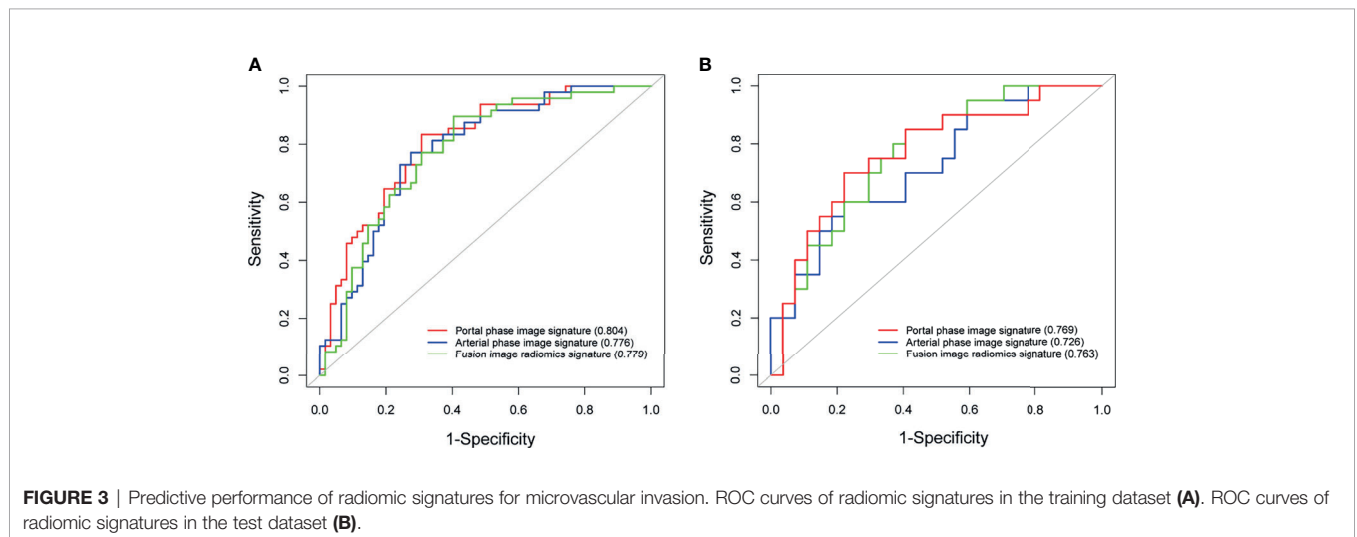 A
B
1.0
0.8
0.6
0.4
0.2
0.0
Sensitivity
Portal phase image signature (0.804)
Arterial phase image signature (0.776)
Fusion image radiomics signature (0.779)
0.0 0.2 0.4 0.6 0.8 1.0
1-Specificity
1.0
0.8
0.6
0.4
0.2
0.0
Sensitivity
Portal phase image signature (0.769)
Arterial phase image signature (0.726)
Fusion image radiomics signature (0.763)
0.0 0.2 0.4 0.6 0.8 1.0
1-Specificity
FIGURE 3 | Predictive performance of radiomic signatures for microvascular invasion. ROC curves of radiomic signatures in the training dataset (A). ROC curves of
radiomic signatures in the test dataset (B).